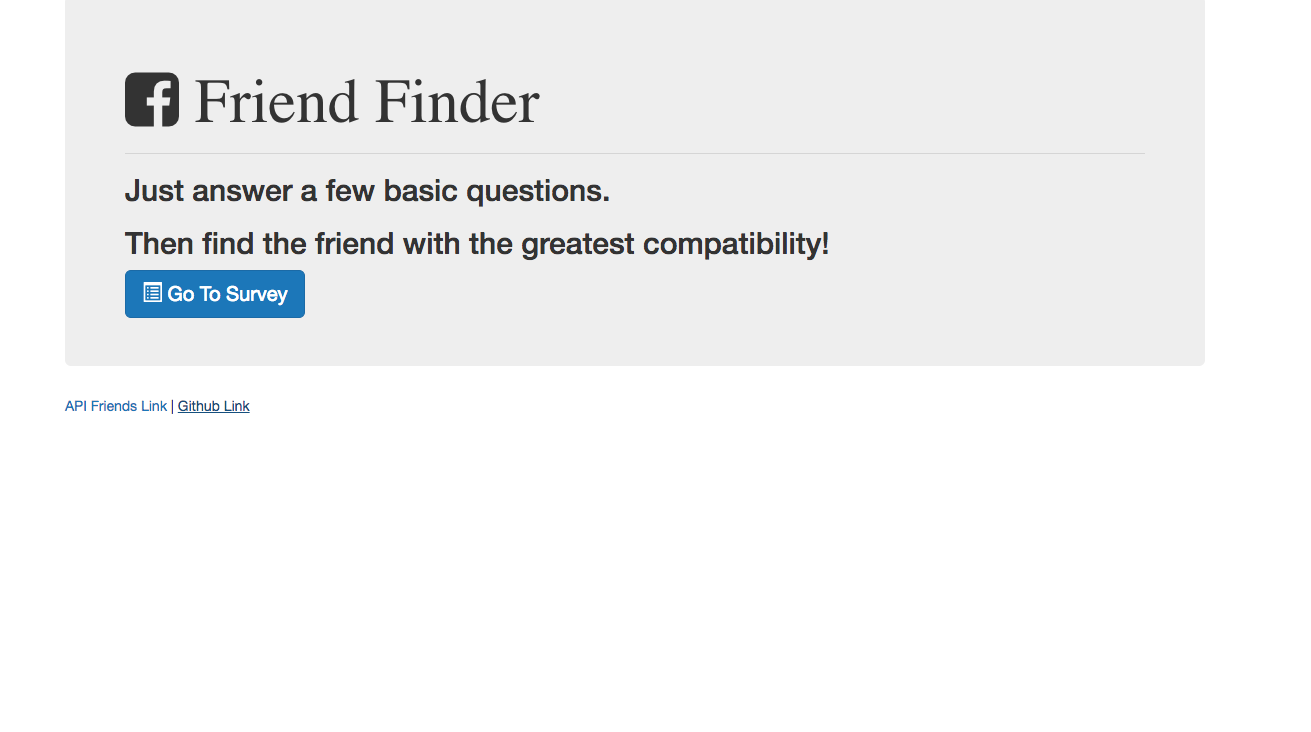 Friend Finder
Just answer a few basic questions.
Then find the friend with the greatest compatibility!
Go To Survey
API Friends Link | Github Link